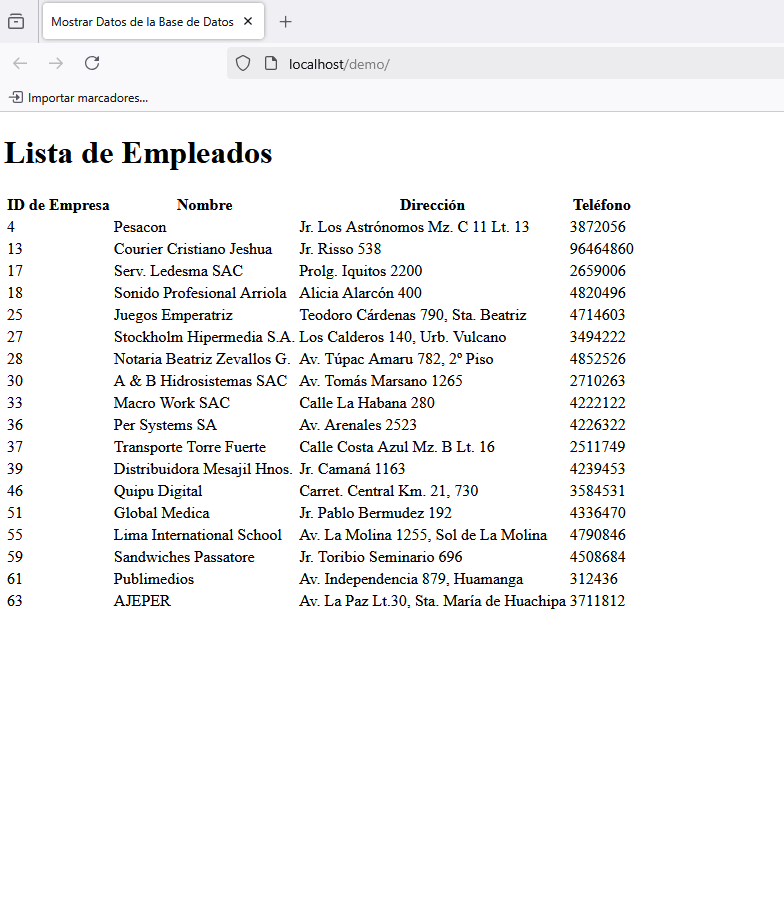 Mostrar Datos de la Base de Datos
localhost/demo/
Importar marcadores...
Lista de Empleados
ID de Empresa Nombre Dirección Teléfono
4 Pesacon Jr. Los Astrónomos Mz. C 11 Lt. 13 3872056
13 Courier Cristiano Jeshua Jr. Risso 538 96464860
17 Serv. Ledesma SAC Prolg. Iquitos 2200 2659006
18 Sonido Profesional Arriola Alicia Alarcón 400 4820496
25 Juegos Emperatriz Teodoro Cárdenas 790, Sta. Beatriz 4714603
27 Stockholm Hipermedia S.A. Los Calderos 140, Urb. Vulcano 3494222
28 Notaria Beatriz Zevallos G. Av. Túpac Amaru 782, 2º Piso 4852526
30 A & B Hidrosistemas SAC Av. Tomás Marsano 1265 2710263
33 Macro Work SAC Calle La Habana 280 4222122
36 Per Systems SA Av. Arenales 2523 4226322
37 Transporte Torre Fuerte Calle Costa Azul Mz. B Lt. 16 2511749
39 Distribuidora Mesajil Hnos. Jr. Camaná 1163 4239453
46 Quipu Digital Carret. Central Km. 21, 730 3584531
51 Global Medica Jr. Pablo Bermudez 192 4336470
55 Lima International School Av. La Molina 1255, Sol de La Molina 4790846
59 Sandwiches Passatore Jr. Toribio Seminario 696 4508684
61 Publimedios Av. Independencia 879, Huamanga 312436
63 AJEPER Av. La Paz Lt.30, Sta. María de Huachipa 3711812